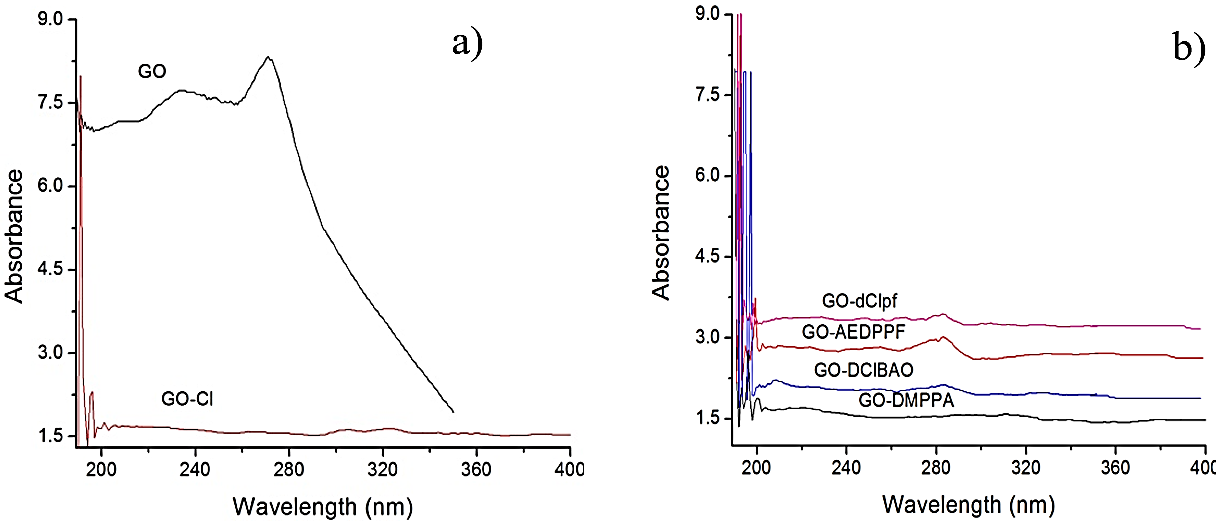 a)
9.0
7.5
6.0
4.5
3.0
1.5
Absorbance
GO
GO-Cl
200 240 280 320 360 400
Wavelength (nm)
b)
9.0
7.5
6.0
4.5
3.0
1.5
Absorbance
GO-dClpf
GO-AEDPPF
GO-DClBAO
GO-DMPPA
200 240 280 320 360 400
Wavelength (nm)